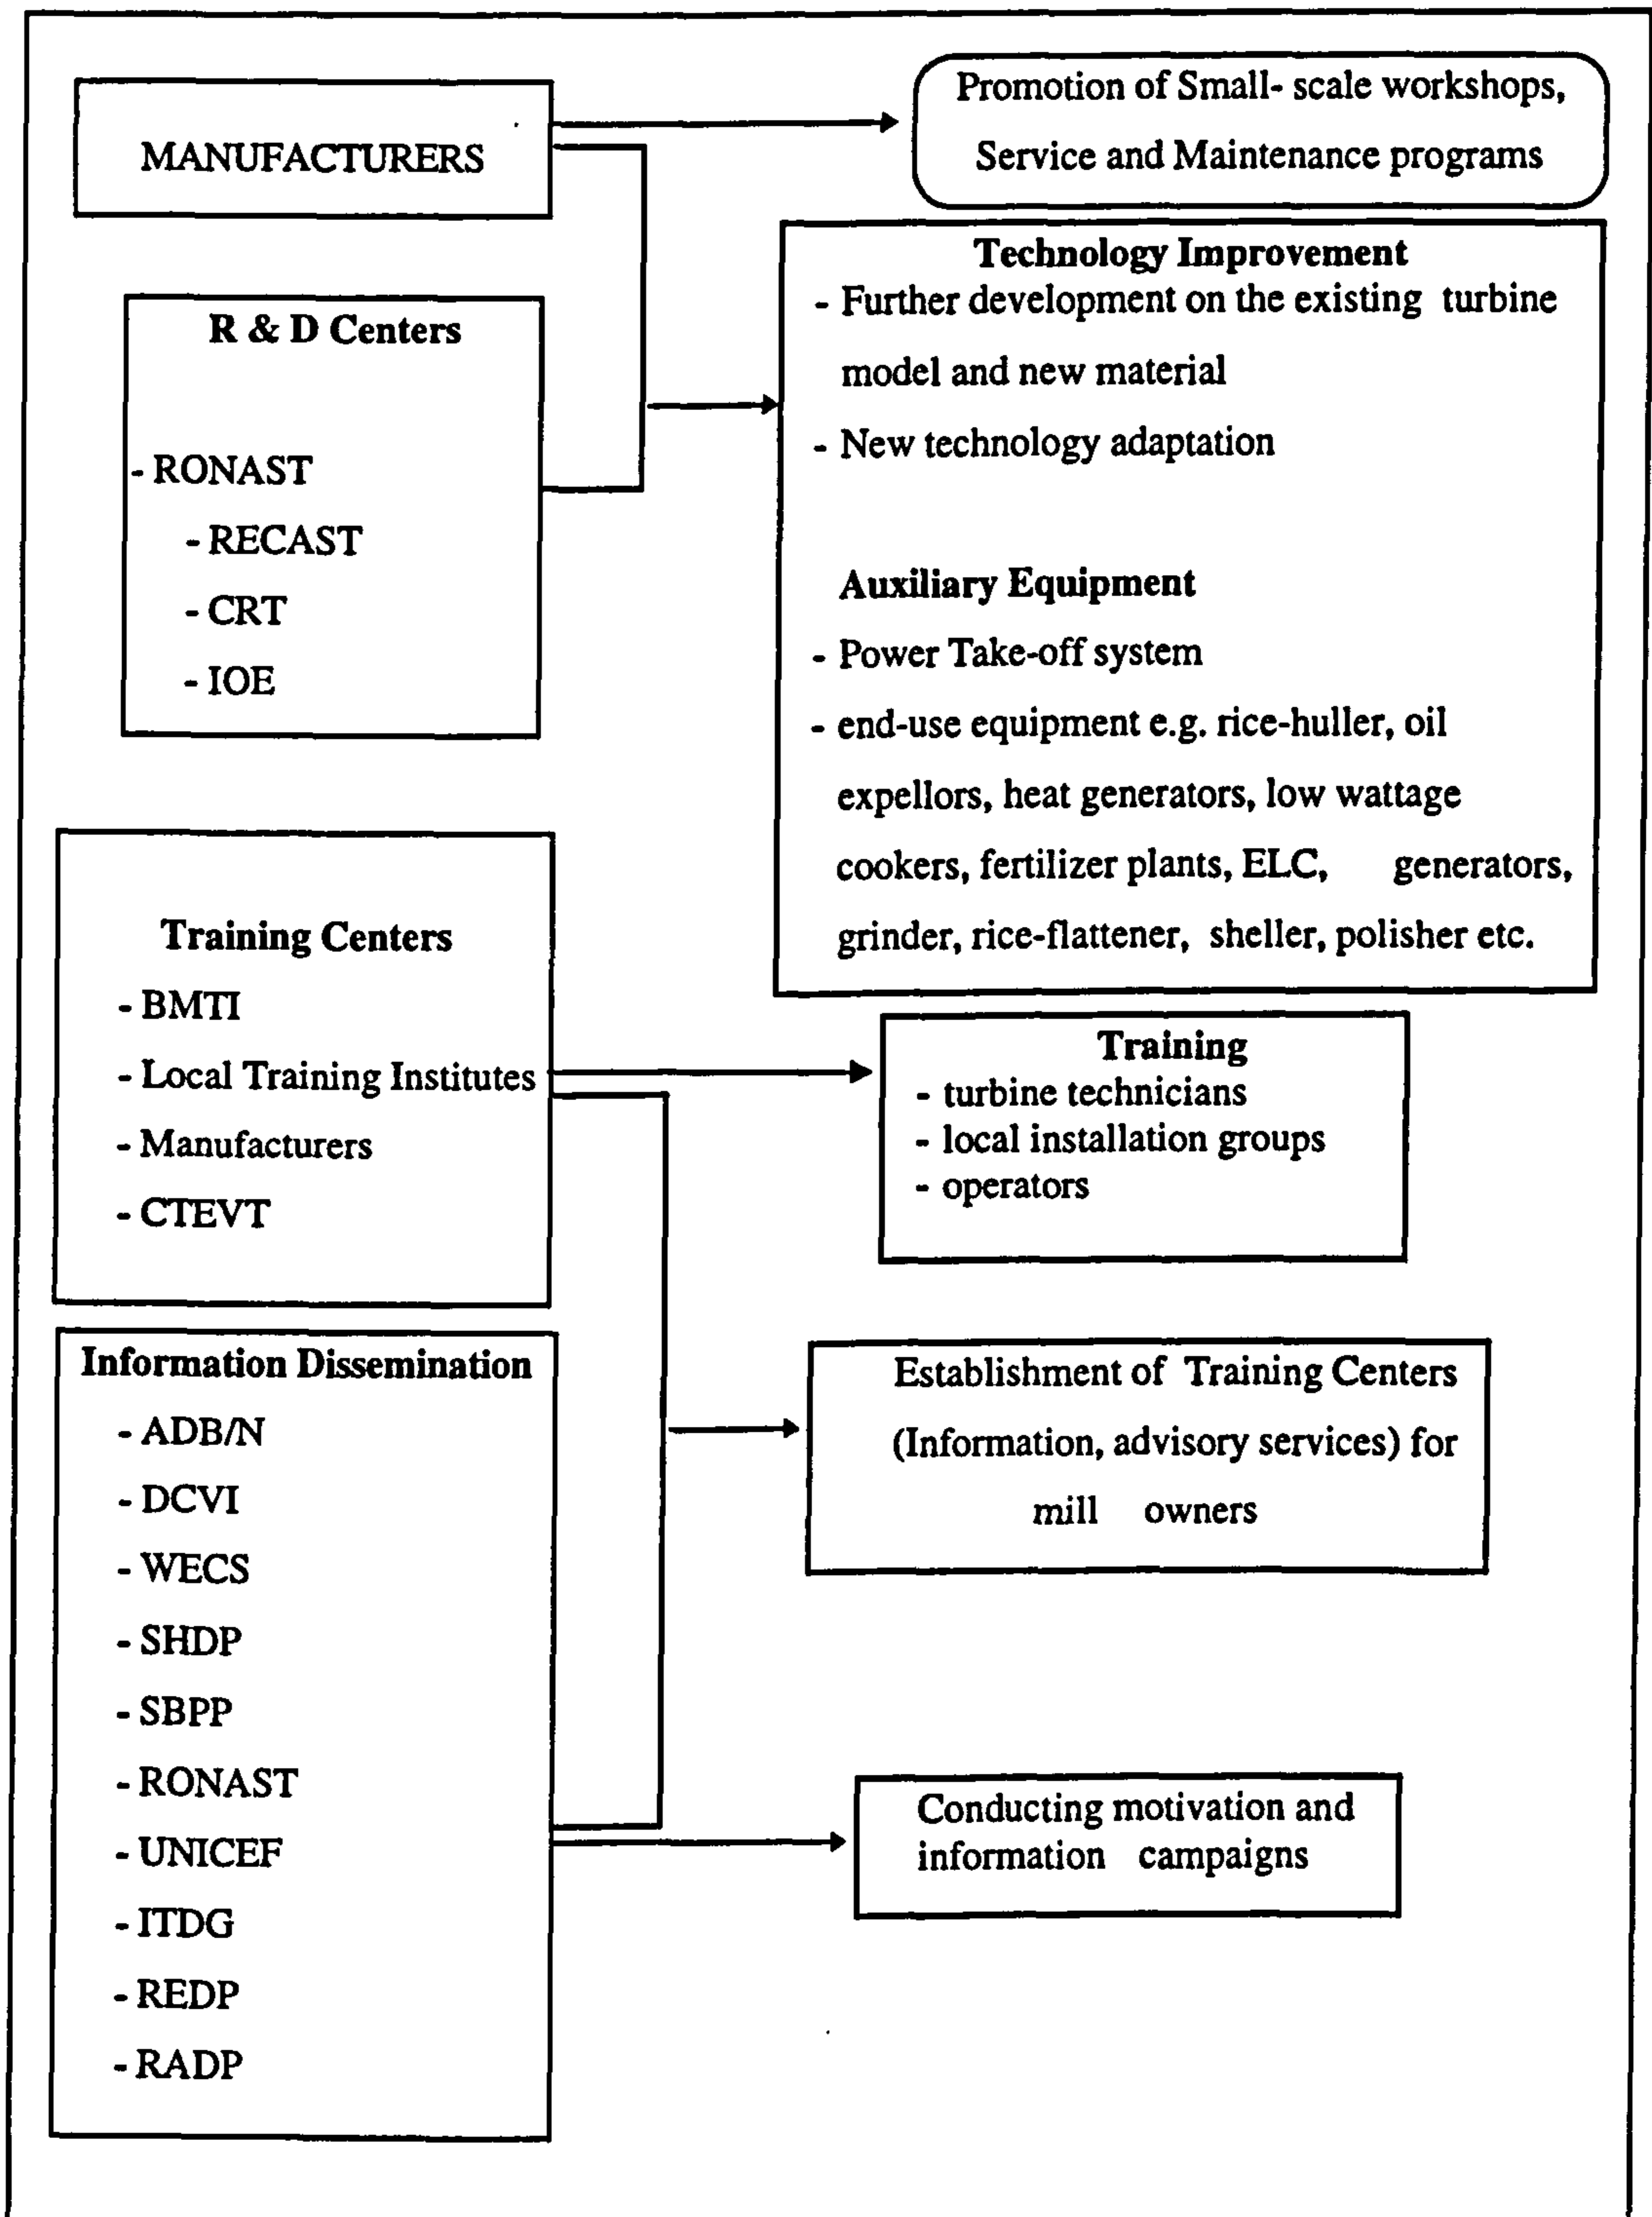 MANUFACTURERS
Promotion of Small- scale workshops,
Service and Maintenance programs
R & D Centers
- RONAST
- RECAST
- CRT
- IOE
Technology Improvement
- Further development on the existing turbine
model and new material
- New technology adaptation
Auxiliary Equipment
- Power Take-off system
- end-use equipment e.g. rice-huller, oil
expellors, heat generators, low wattage
cookers, fertilizer plants, ELC, generators,
grinder, rice-flattener, sheller, polisher etc.
Training Centers
- BMTI
- Local Training Institutes
- Manufacturers
- CTEVT
Training
- turbine technicians
- local installation groups
- operators
Information Dissemination
- ADB/N
- DCVI
- WECS
- SHDP
- SBPP
- RONAST
- UNICEF
- ITDG
- REDP
- RADP
Establishment of Training Centers
(Information, advisory services) for
mill owners
Conducting motivation and
information campaigns